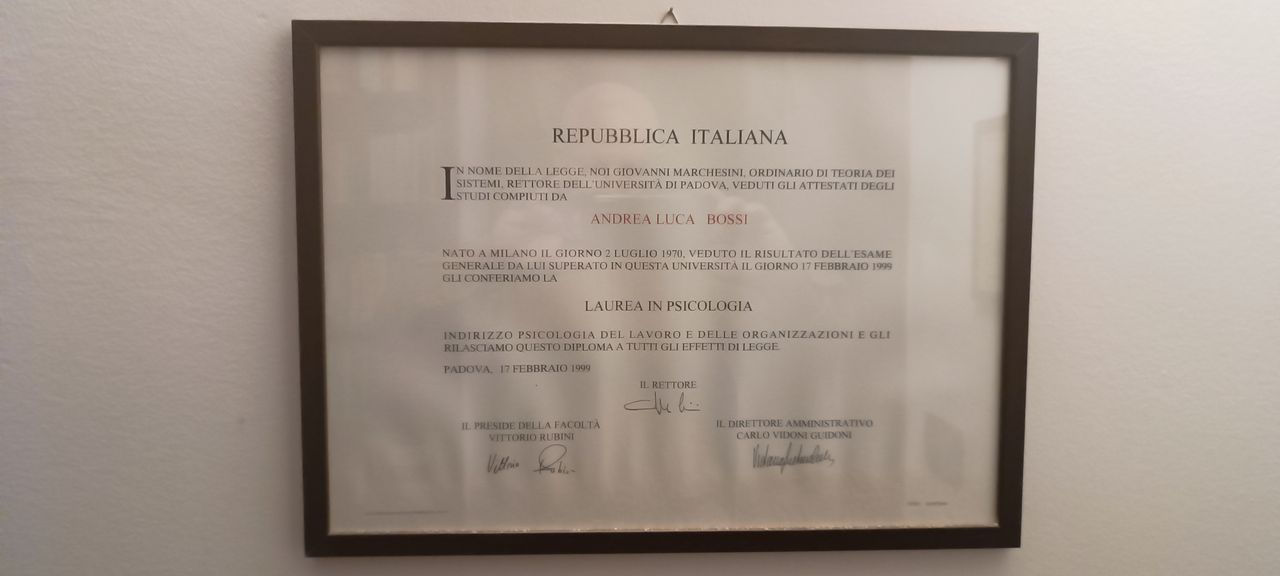 REPUBBLICA ITALIANA
IN NOME DELLA LEGGE, NOI GIOVANNI MARCHESINI, ORDINARIO DI TEORIA DEI
SISTEMI, RETTORE DELL'UNIVERSITÀ DI PADOVA, VEDUTI GLI ATTESTATI DEGLI
STUDI COMPIUTI DA
ANDREA LUCA BOSSI
NATO A MILANO IL GIORNO 2 LUGLIO 1970, VEDUTO IL RISULTATO DELL'ESAME
GENERALE DA LUI SUPERATO IN QUESTA UNIVERSITÀ IL GIORNO 17 FEBBRAIO 1999
GLI CONFERIAMO LA
LAUREA IN PSICOLOGIA
INDIRIZZO PSICOLOGIA DEL LAVORO E DELLE ORGANIZZAZIONI E GLI
RILASCIAMO QUESTO DIPLOMA A TUTTI GLI EFFETTI DI LEGGE.
PADOVA, 17 FEBBRAIO 1999
IL RETTORE
IL PRESIDE DELLA FACOLTÀ
VITTORIO RUBINI
Vittorio Rubini
IL DIRETTORE AMMINISTRATIVO
CARLO VIDONI GUIDONI